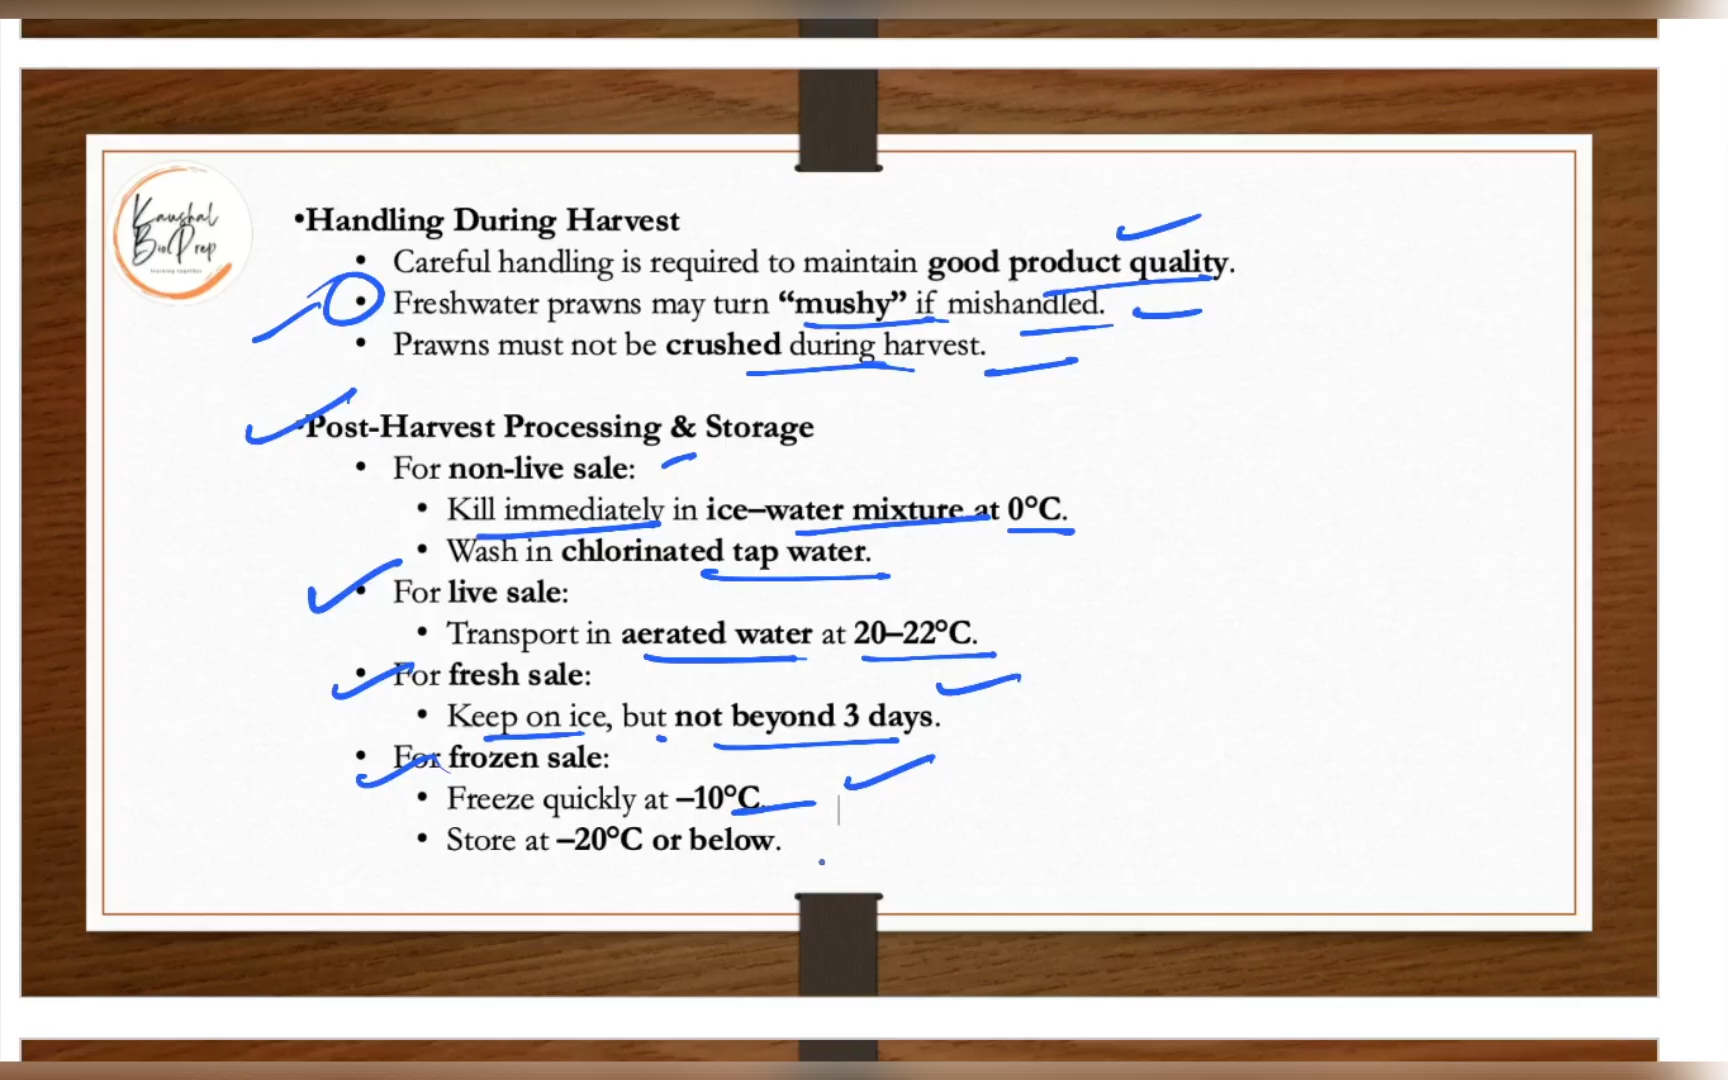 Kaushal
BioPrep
learning together
•Handling During Harvest
• Careful handling is required to maintain good product quality.
• Freshwater prawns may turn “mushy” if mishandled.
• Prawns must not be crushed during harvest.
•Post-Harvest Processing & Storage
• For non-live sale:
• Kill immediately in ice–water mixture at 0°C.
• Wash in chlorinated tap water.
• For live sale:
• Transport in aerated water at 20–22°C.
• For fresh sale:
• Keep on ice, but not beyond 3 days.
• For frozen sale:
• Freeze quickly at –10°C.
• Store at –20°C or below.